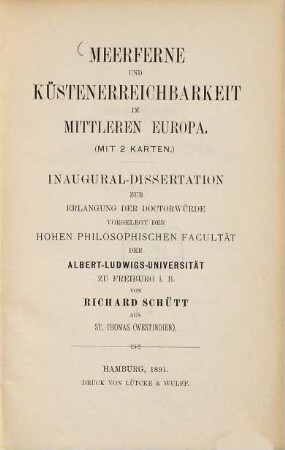 MEERFERNE
UND
KÜSTENERREICHBARKEIT
IM
MITTLEREN EUROPA.
(MIT 2 KARTEN.)
INAUGURAL-DISSERTATION
ZUR
ERLANGUNG DER DOCTORWÜRDE
VORGELEGT DER
HOHEN PHILOSOPHISCHEN FACULTÄT
DER
ALBERT-LUDWIGS-UNIVERSITÄT
ZU FREIBURG i. B.
VON
RICHARD SCHÜTT
AUS
ST. THOMAS (WESTINDIEN).
HAMBURG, 1891.
DRUCK VON LÜTCKE & WULFF.